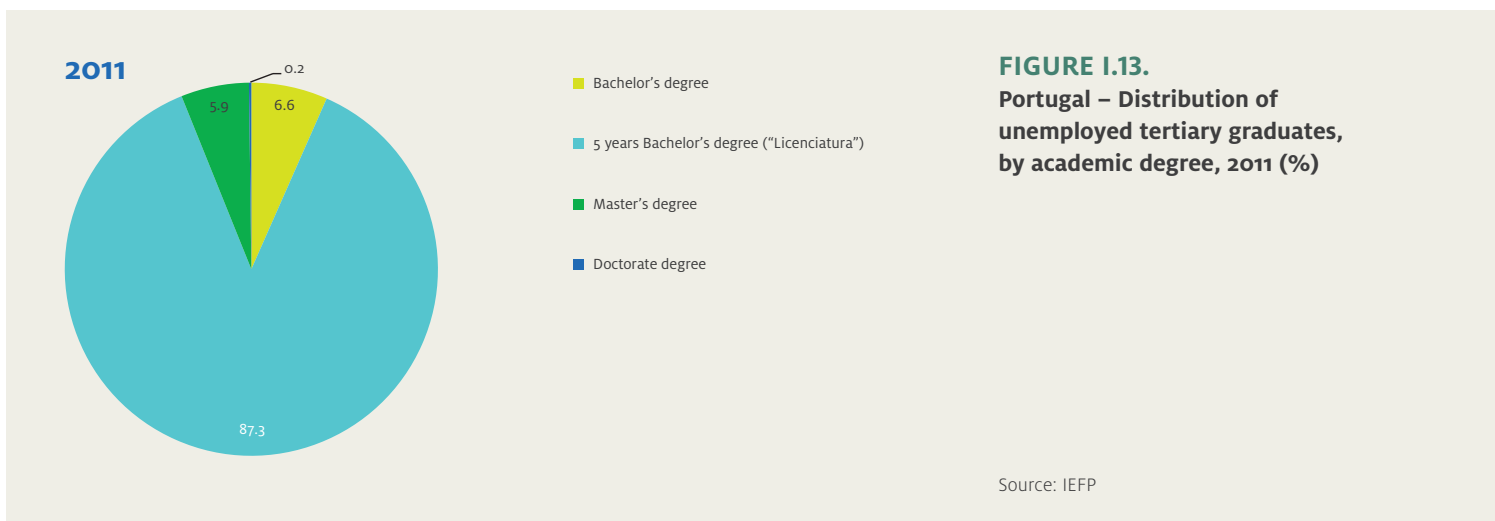 2011
0.2
5.9
6.6
87.3
Bachelor's degree
5 years Bachelor's degree (“Licenciatura”)
Master's degree
Doctorate degree
FIGURE I.13.
Portugal – Distribution of
unemployed tertiary graduates,
by academic degree, 2011 (%)
Source: IEFP